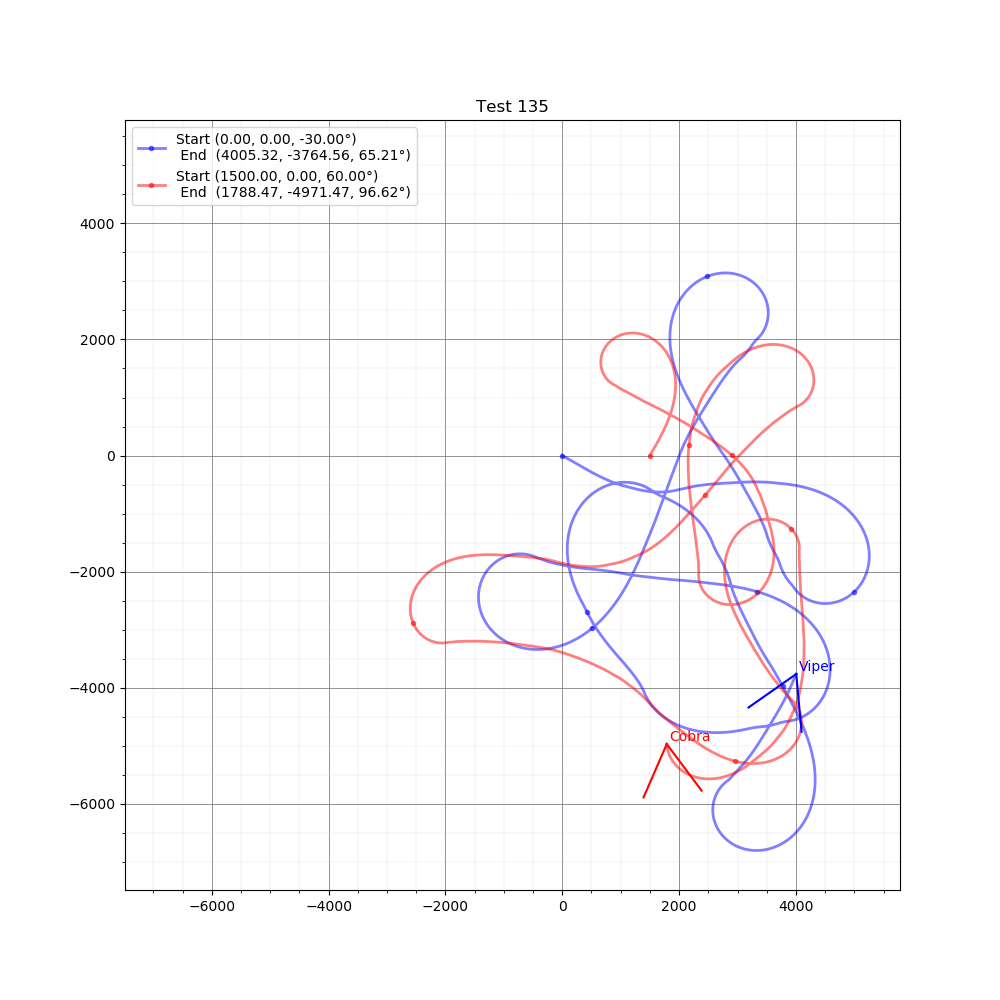 Test 135
Start (0.00, 0.00, -30.00°)
End  (4005.32, -3764.56, 65.21°)
Start (1500.00, 0.00, 60.00°)
End  (1788.47, -4971.47, 96.62°)
4000
2000
0
−2000
−4000
−6000
Viper
Cobra
−6000
−4000
−2000
0
2000
4000